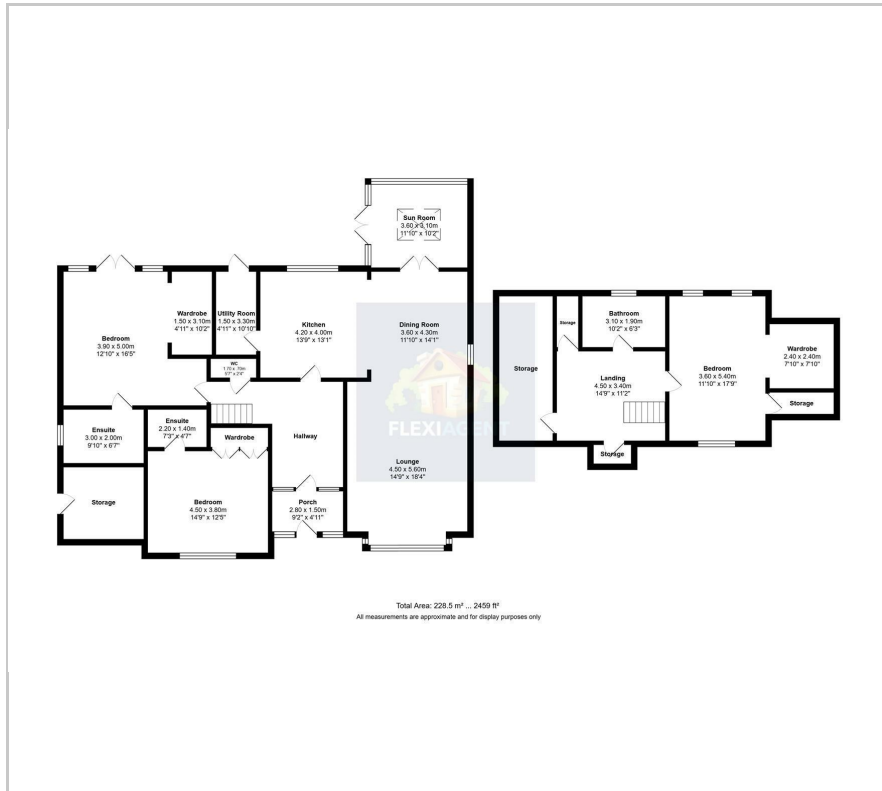 Sun Room
3.60 x 3.10m
11'10" x 10'2"
Bedroom
3.90 x 5.00m
12'10" x 16'5"
Wardrobe
1.50 x 3.10m
4'11" x 10'2"
Utility Room
1.50 x 3.30m
4'11" x 10'10"
Kitchen
4.20 x 4.00m
13'9" x 13'1"
Dining Room
3.60 x 4.30m
11'10" x 14'1"
WC
1.70 x .70m
5'7" x 2'4"
Ensuite
3.00 x 2.00m
9'10" x 6'7"
Ensuite
2.20 x 1.40m
7'3" x 4'7"
Wardrobe
Hallway
FLEXIAGENT
Storage
Bedroom
4.50 x 3.80m
14'9" x 12'5"
Porch
2.80 x 1.50m
9'2" x 4'11"
Lounge
4.50 x 5.60m
14'9" x 18'4"
Storage
Storage
Bathroom
3.10 x 1.90m
10'2" x 6'3"
Landing
4.50 x 3.40m
14'9" x 11'2"
Bedroom
3.60 x 5.40m
11'10" x 17'9"
Wardrobe
2.40 x 2.40m
7'10" x 7'10"
Storage
Storage
Total Area: 228.5 m² ... 2459 ft²
All measurements are approximate and for display purposes only